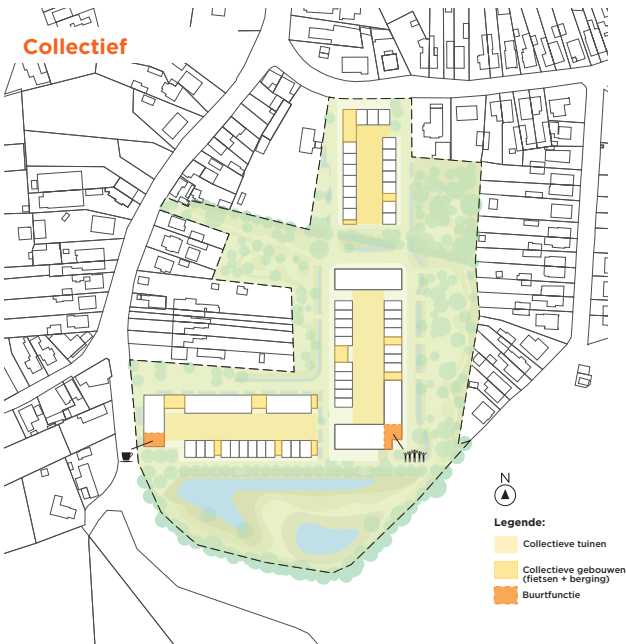 Collectief
N
Legende:
Collectieve tuinen
Collectieve gebouwen
(fietsen + berging)
Buurtfunctie